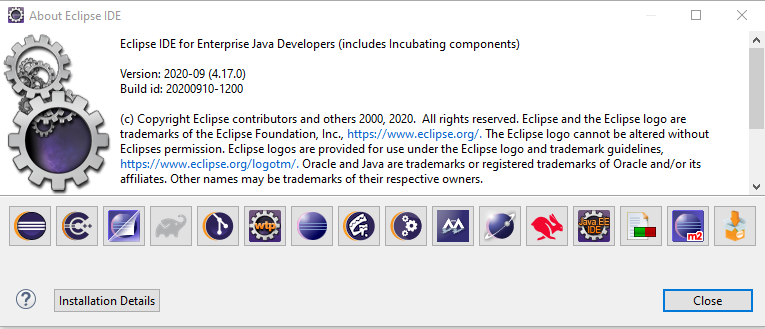 About Eclipse IDE
Eclipse IDE for Enterprise Java Developers (includes Incubating components)
Version: 2020-09 (4.17.0)
Build id: 20200910-1200
(c) Copyright Eclipse contributors and others 2000, 2020.  All rights reserved. Eclipse and the Eclipse logo are
trademarks of the Eclipse Foundation, Inc., https://www.eclipse.org/. The Eclipse logo cannot be altered without
Eclipses permission. Eclipse logos are provided for use under the Eclipse logo and trademark guidelines,
https://www.eclipse.org/logotm/. Oracle and Java are trademarks or registered trademarks of Oracle and/or its
affiliates. Other names may be trademarks of their respective owners.
wtp
Java EE
IDE
m2
?
Installation Details
Close